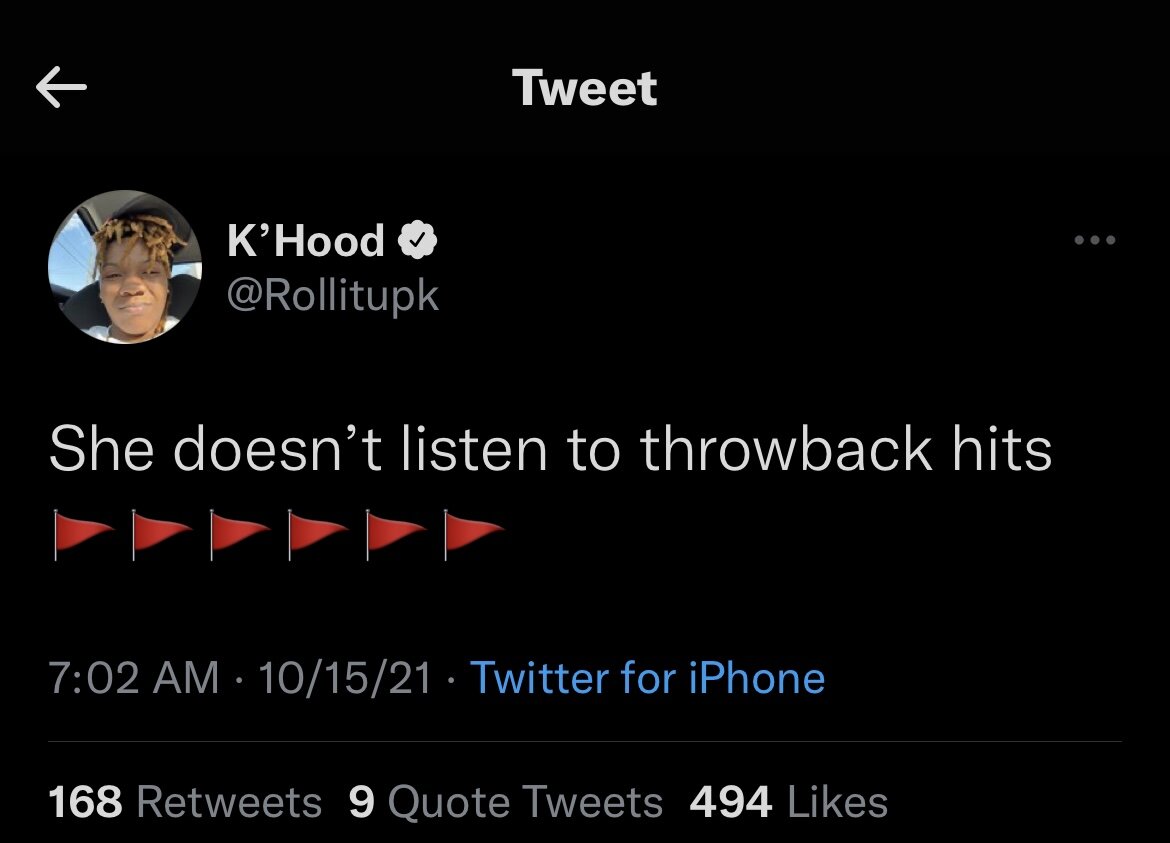 Tweet
K’Hood
@Rollitupk
She doesn’t listen to throwback hits
🚩🚩🚩🚩🚩🚩
7:02 AM · 10/15/21 · Twitter for iPhone
168 Retweets 9 Quote Tweets 494 Likes